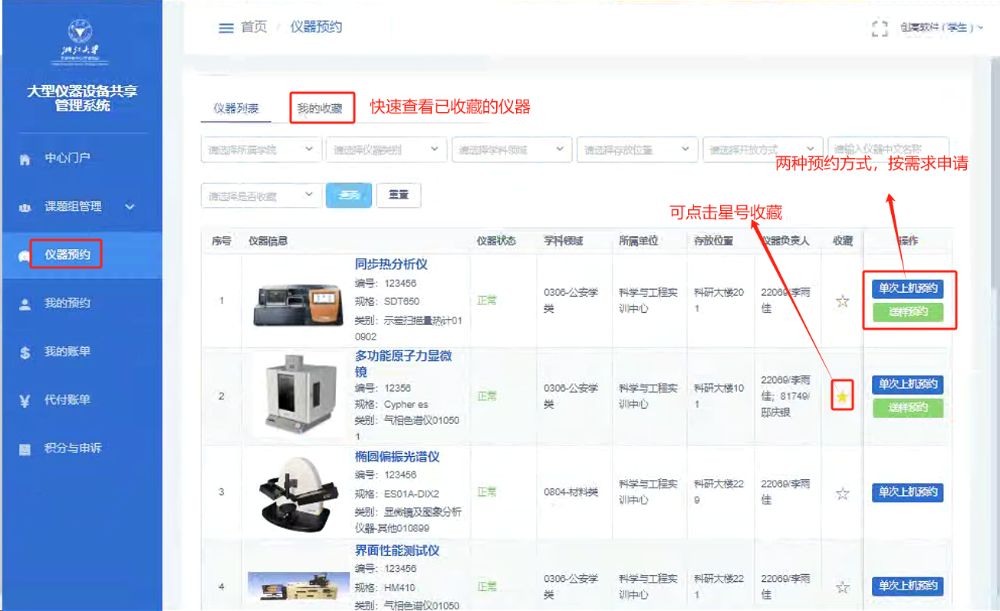 首页 / 仪器预约
创高软件（学生）
浙江大学
大型仪器设备共享
管理系统
中心门户
课题组管理
仪器预约
我的预约
我的账单
代付账单
积分与申诉
仪器列表
我的收藏
快速查看已收藏的仪器
请选择所属学院
请选择仪器类别
请选择学科领域
请选择存放位置
请选择开放方式
请输入仪器中文名称
两种预约方式，按需求申请
请选择是否收藏
查询
重置
可点击星号收藏
序号 仪器信息 仪器状态 学科领域 所属单位 存放位置 仪器负责人 收藏 操作
1
同步热分析仪
编号：123456
规格：SDT650
类别：示差扫描量热计01
0902
正常
0306-公安学
类
科学与工程实
训中心
科研大楼20
1
22069/李雨
佳
单次上机预约
送样预约
2
多功能原子力显微
镜
编号：12356
规格：Cypher es
类别：气相色谱仪01050
1
正常
0306-公安学
类
科学与工程实
训中心
科研大楼10
1
22069/李雨
佳；81749/
邸庆银
单次上机预约
送样预约
3
椭圆偏振光谱仪
编号：123456
规格：ES01A-DIX2
类别：显微镜及图象分析
仪器-其他010899
正常
0804-材料类
科学与工程实
训中心
科研大楼22
9
22069/李雨
佳
单次上机预约
4
界面性能测试仪
编号：123456
规格：HM410
类别：气相色谱仪01050
正常
0306-公安学
类
科学与工程实
训中心
科研大楼22
1
22069/李雨
佳
单次上机预约